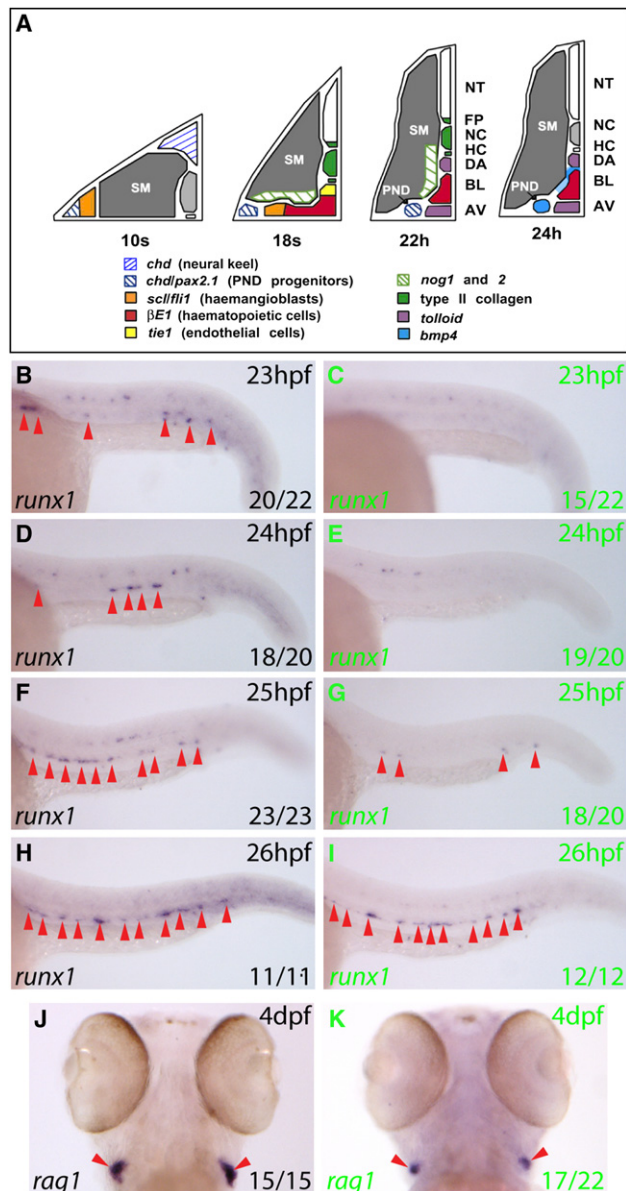 A
SM
10s
SM
18s
SM
PND
22h
NT
FP
NC
HC
DA
BL
AV
SM
PND
24h
NT
NC
HC
DA
BL
AV
chd (neural keel)
chd/pax2.1 (PND progenitors)
scl/fli1 (haemangioblasts)
βE1 (haematopoietic cells)
tie1 (endothelial cells)
nog1 and 2
type II collagen
tolloid
bmp4
B 23hpf
runx1 20/22
C 23hpf
runx1 15/22
D 24hpf
runx1 18/20
E 24hpf
runx1 19/20
F 25hpf
runx1 23/23
G 25hpf
runx1 18/20
H 26hpf
runx1 11/11
I 26hpf
runx1 12/12
J 4dpf
rag1 15/15
K 4dpf
rag1 17/22